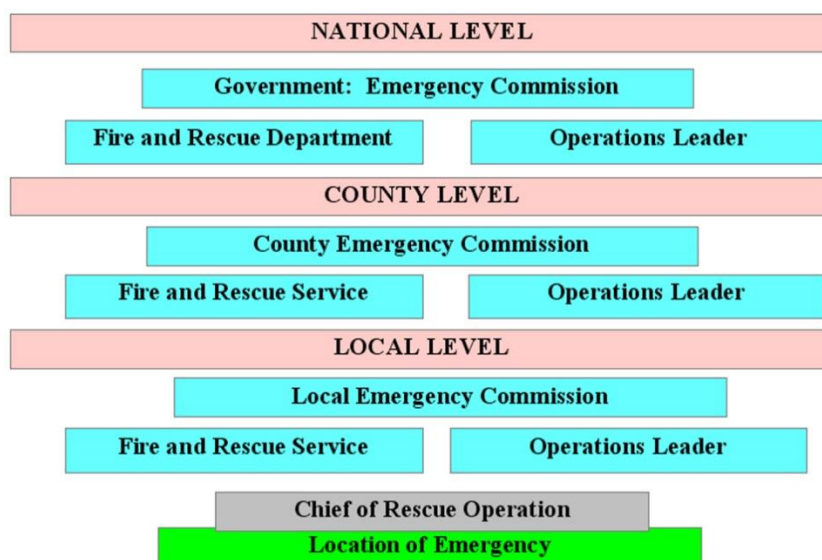 NATIONAL LEVEL
Government: Emergency Commission
Fire and Rescue Department
Operations Leader
COUNTY LEVEL
County Emergency Commission
Fire and Rescue Service
Operations Leader
LOCAL LEVEL
Local Emergency Commission
Fire and Rescue Service
Operations Leader
Chief of Rescue Operation
Location of Emergency